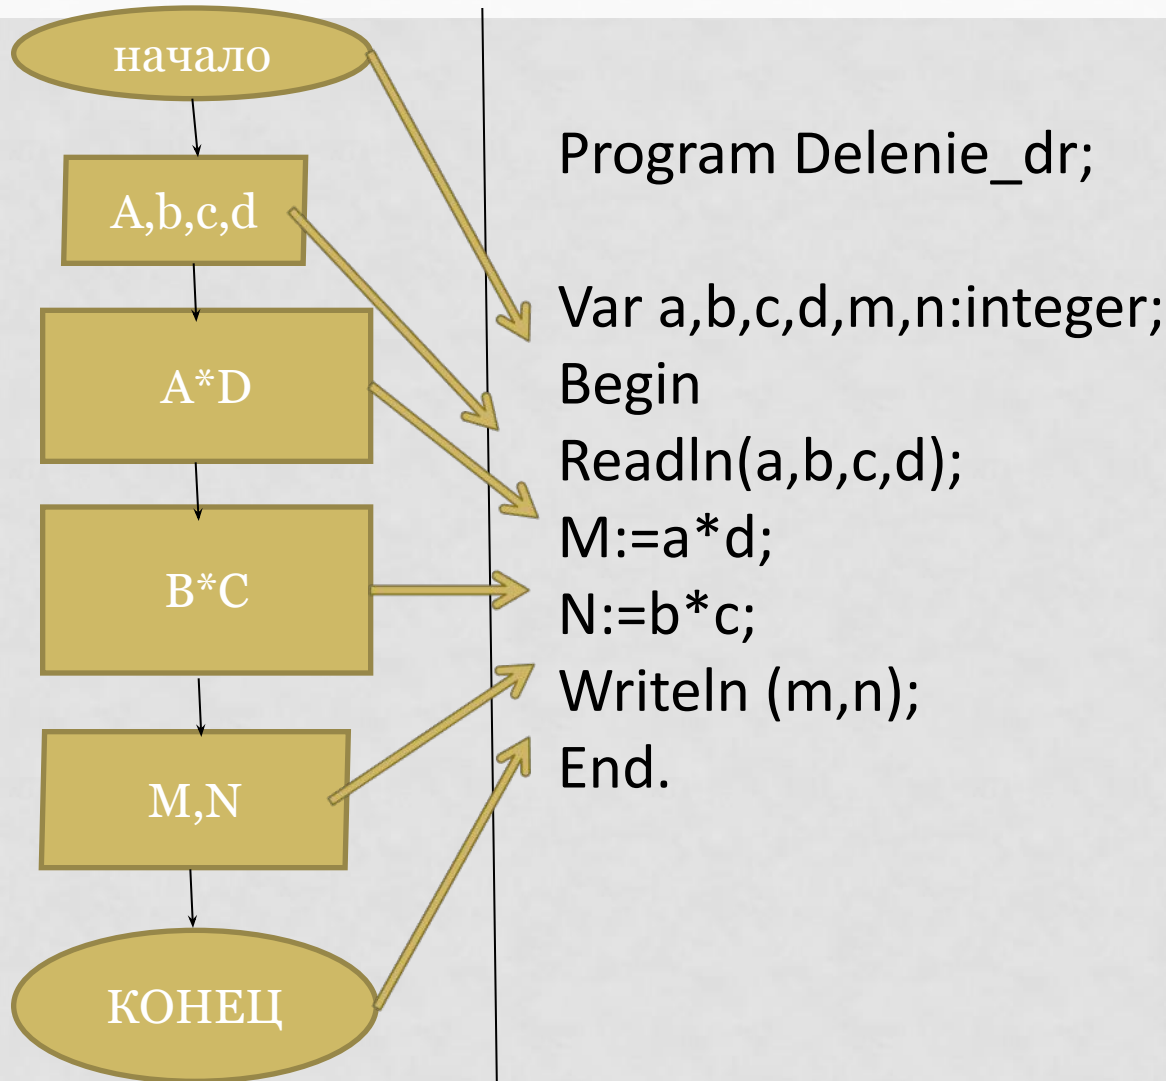 начало
A,b,c,d
A*D
B*C
M,N
КОНЕЦ
Program Delenie_dr;
Var a,b,c,d,m,n:integer;
Begin
Readln(a,b,c,d);
M:=a*d;
N:=b*c;
Writeln (m,n);
End.